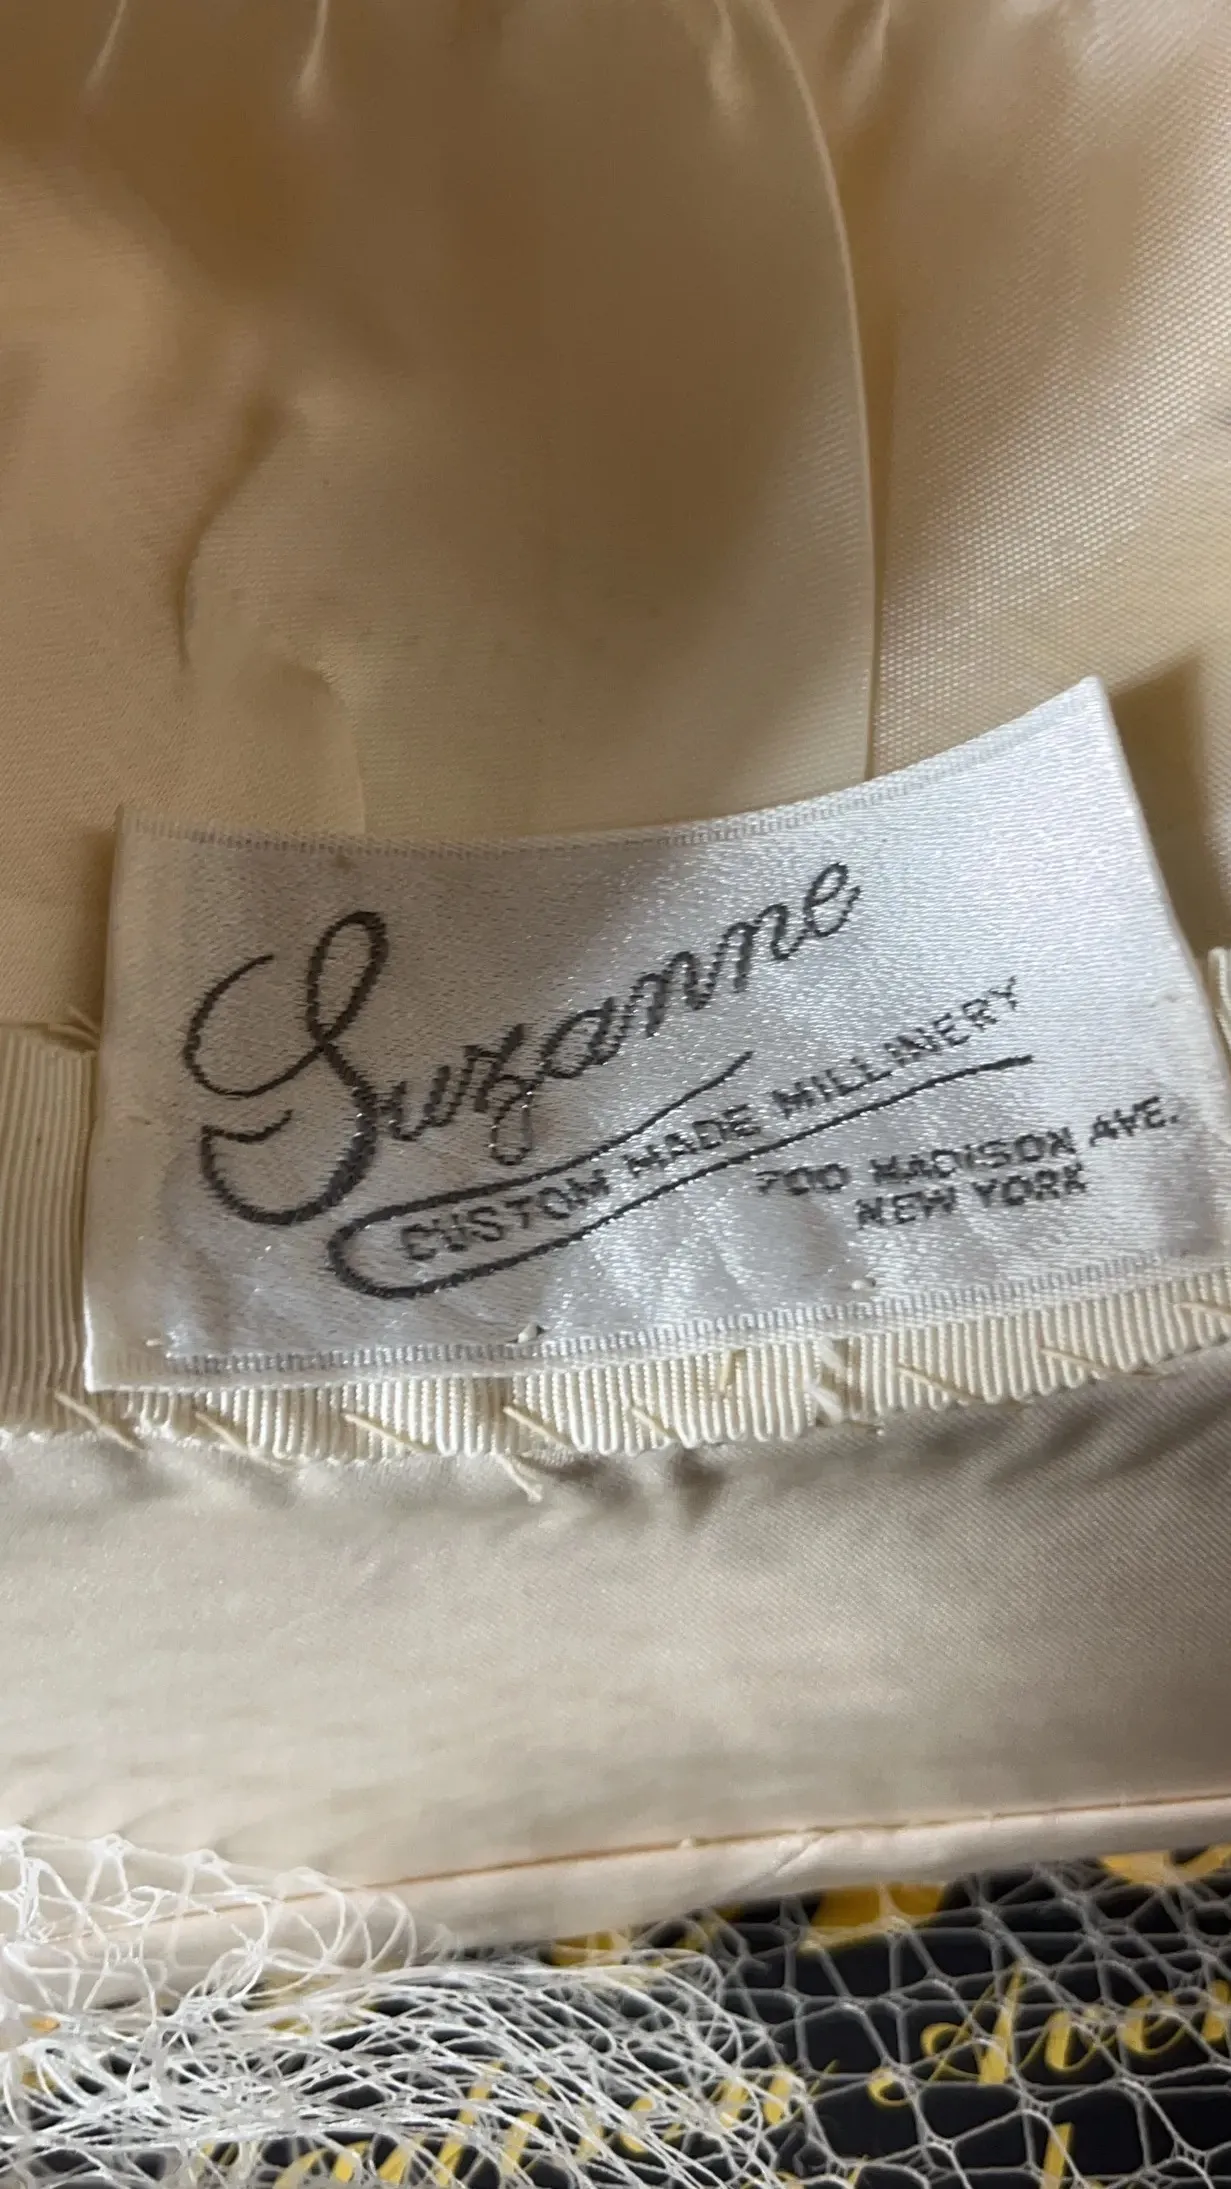 Suzanne
CUSTOM MADE MILLINERY
700 MADISON AVE.
NEW YORK